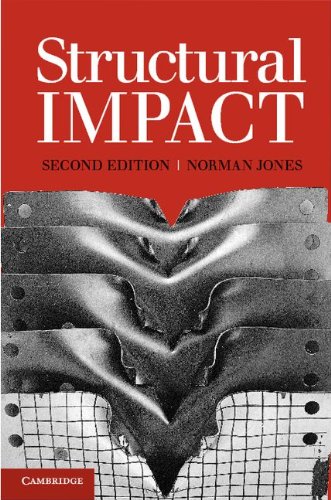 Structural
IMPACT
SECOND EDITION | NORMAN JONES
CAMBRIDGE